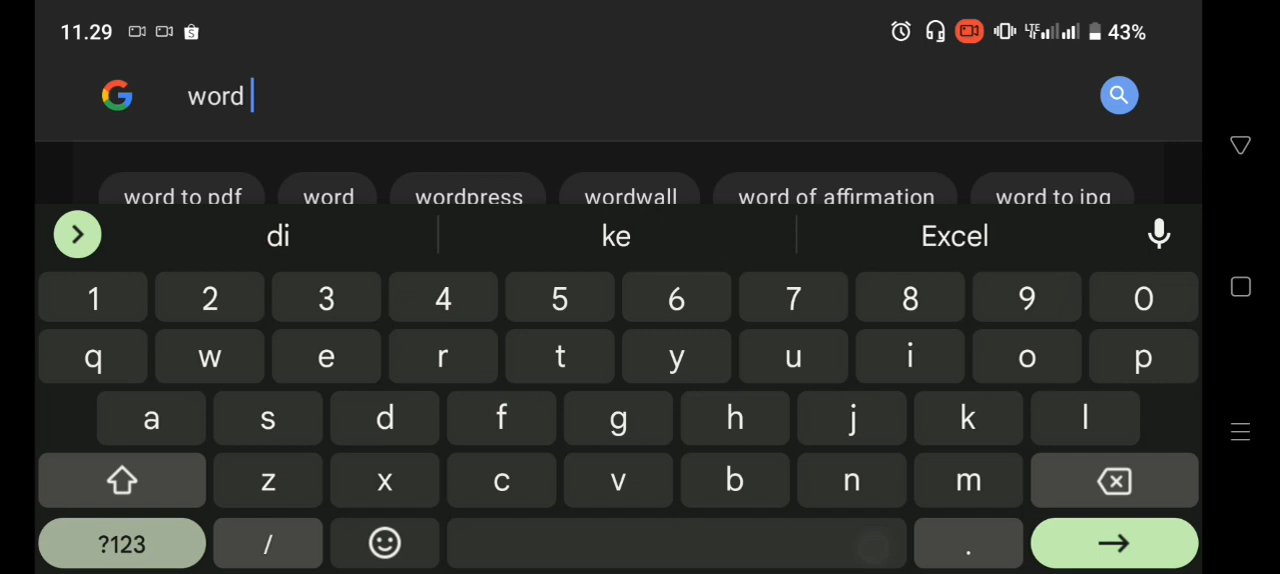 11.29 LTE 43%
word
word to pdf word wordpress wordwall word of affirmation word to jpg
di ke Excel
1 2 3 4 5 6 7 8 9 0
q w e r t y u i o p
a s d f g h j k l
z x c v b n m
?123 / .